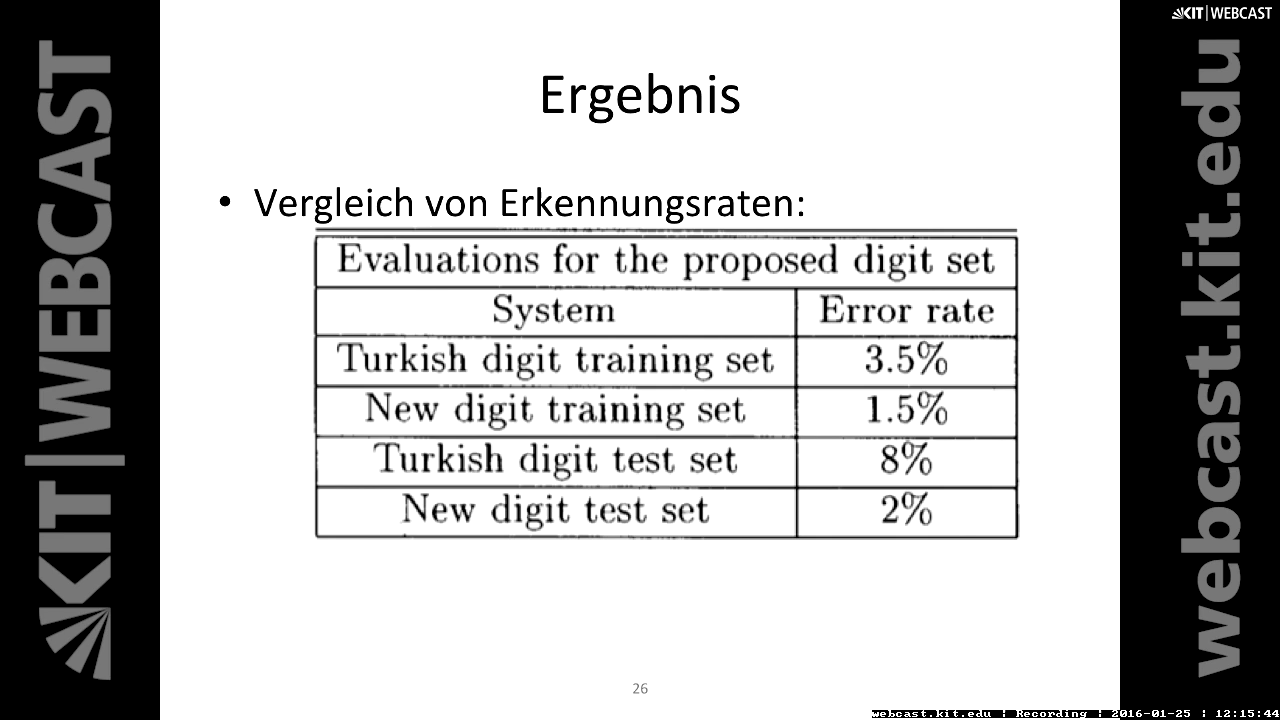 KIT | WEBCAST
KIT | WEBCAST
webcast.kit.edu
Ergebnis
• Vergleich von Erkennungsraten:
Evaluations for the proposed digit set
System Error rate
Turkish digit training set 3.5%
New digit training set 1.5%
Turkish digit test set 8%
New digit test set 2%
26
webcast.kit.edu | Recording | 2016-01-25 | 12:15:44